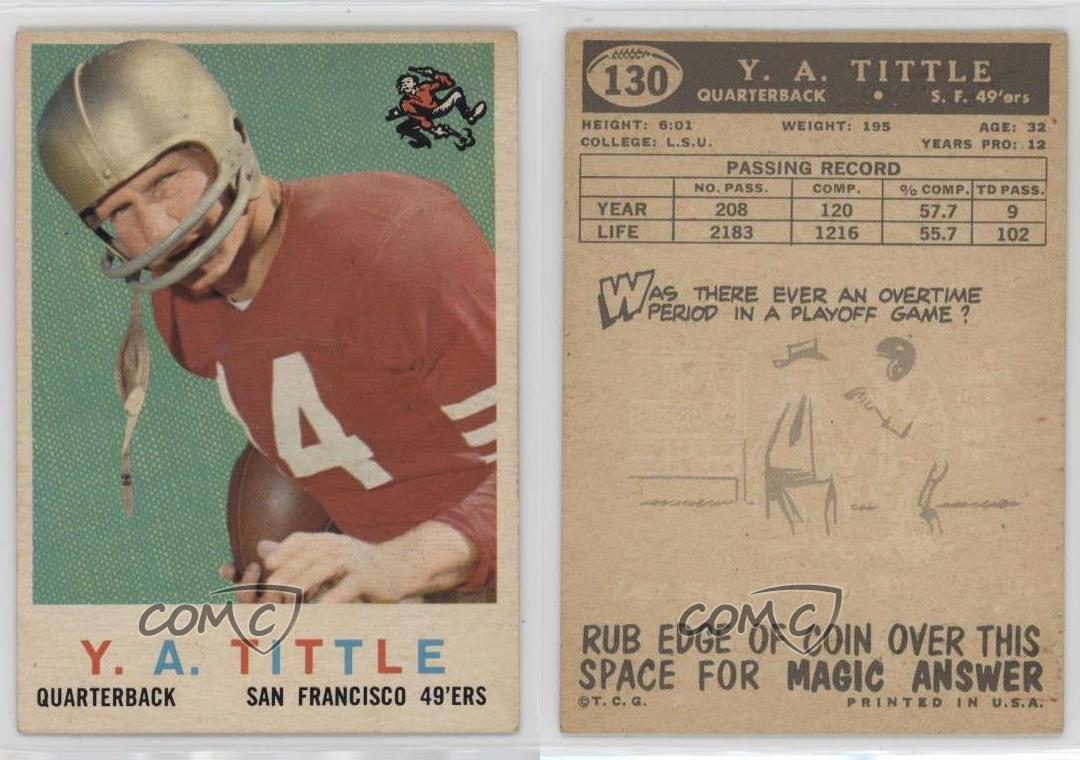 14
COMC
Y. A. TITTLE
QUARTERBACK SAN FRANCISCO 49'ERS
130
Y. A. TITTLE
QUARTERBACK • S. F. 49'ers
HEIGHT: 6:01 WEIGHT: 195 AGE: 32
COLLEGE: L.S.U. YEARS PRO: 12
PASSING RECORD
NO. PASS. COMP. % COMP. TD PASS.
YEAR 208 120 57.7 9
LIFE 2183 1216 55.7 102
WAS THERE EVER AN OVERTIME
PERIOD IN A PLAYOFF GAME?
COMC
RUB EDGE OF COIN OVER THIS
SPACE FOR MAGIC ANSWER
©T.C.G. PRINTED IN U.S.A.